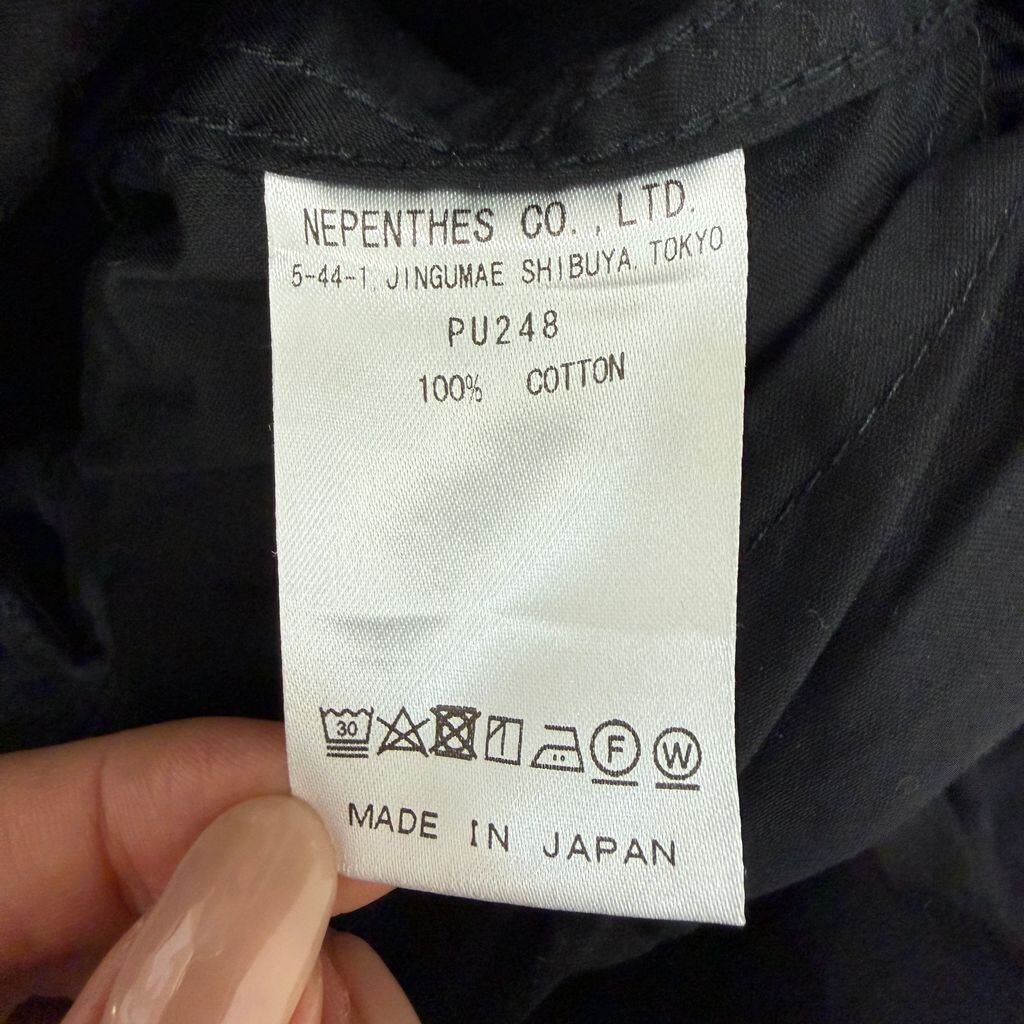 NEPENTHES CO., LTD.
5-44-1 JINGUMAE SHIBUYA, TOKYO
PU248
100% COTTON
30 F W
MADE IN JAPAN